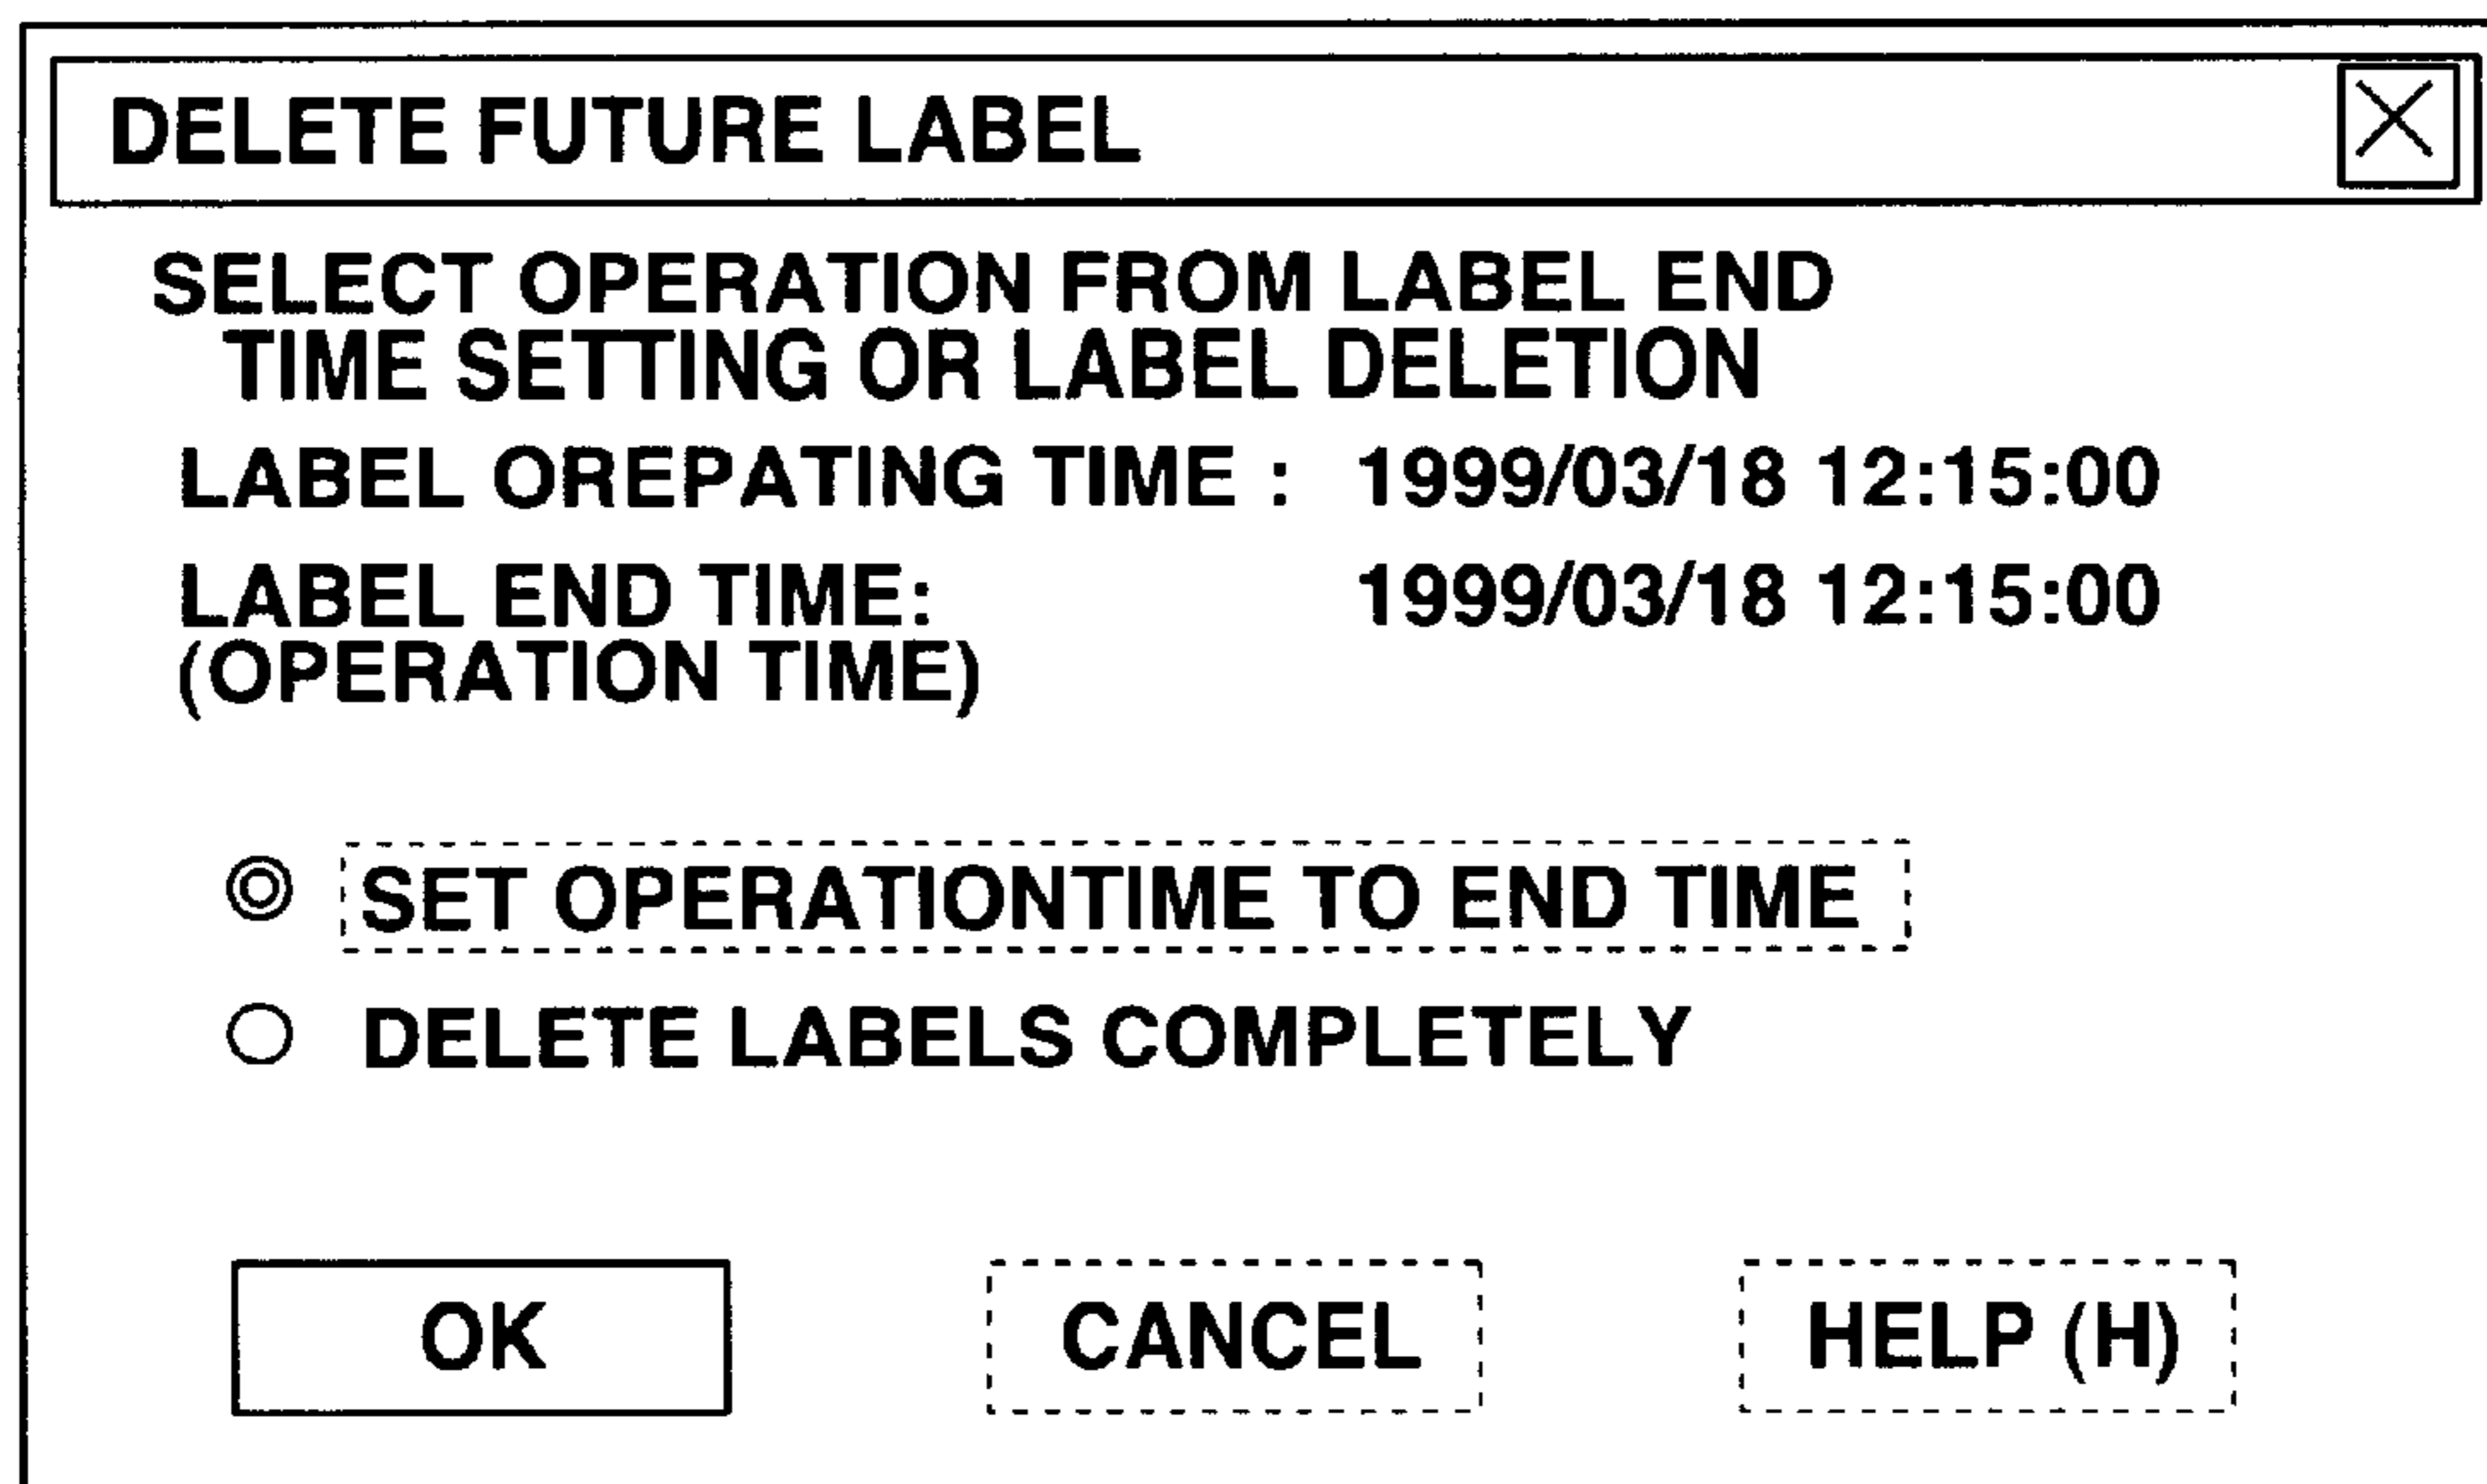 DELETE FUTURE LABEL
SELECT OPERATION FROM LABEL END
TIME SETTING OR LABEL DELETION
LABEL OREPATING TIME : 1999/03/18 12:15:00
LABEL END TIME: 1999/03/18 12:15:00
(OPERATION TIME)
SET OPERATIONTIME TO END TIME
DELETE LABELS COMPLETELY
OK CANCEL HELP (H)